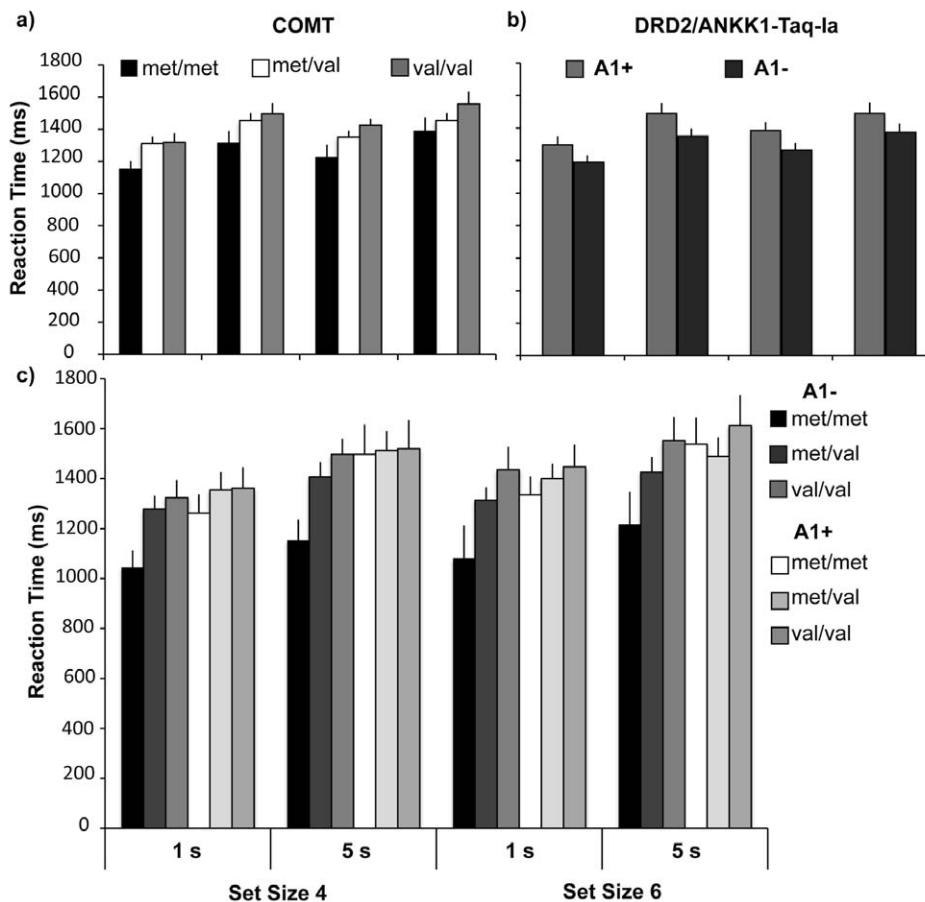 a)
COMT
met/met met/val val/val
Reaction Time (ms)
1800
1600
1400
1200
1000
800
600
400
200
0
b)
DRD2/ANKK1-Taq-Ia
A1+ A1-
c)
Reaction Time (ms)
1800
1600
1400
1200
1000
800
600
400
200
0
1 s 5 s 1 s 5 s
Set Size 4 Set Size 6
A1-
met/met
met/val
val/val
A1+
met/met
met/val
val/val